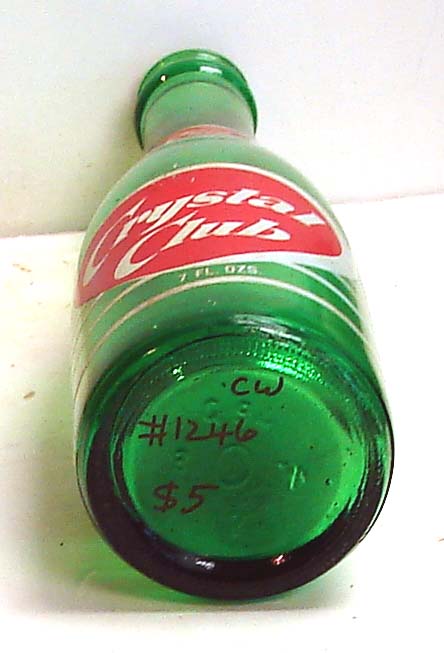 Crystal
Club
7 FL. OZS.
CW
#1246
$5